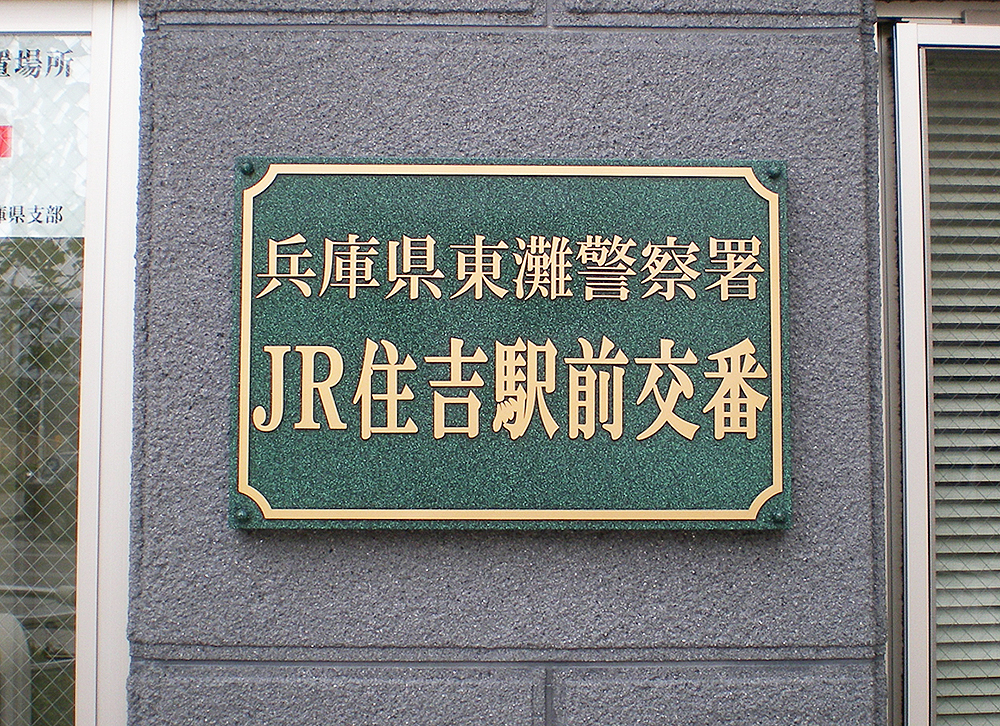 置場所
庫県支部
兵庫県東灘警察署
JR住吉駅前交番